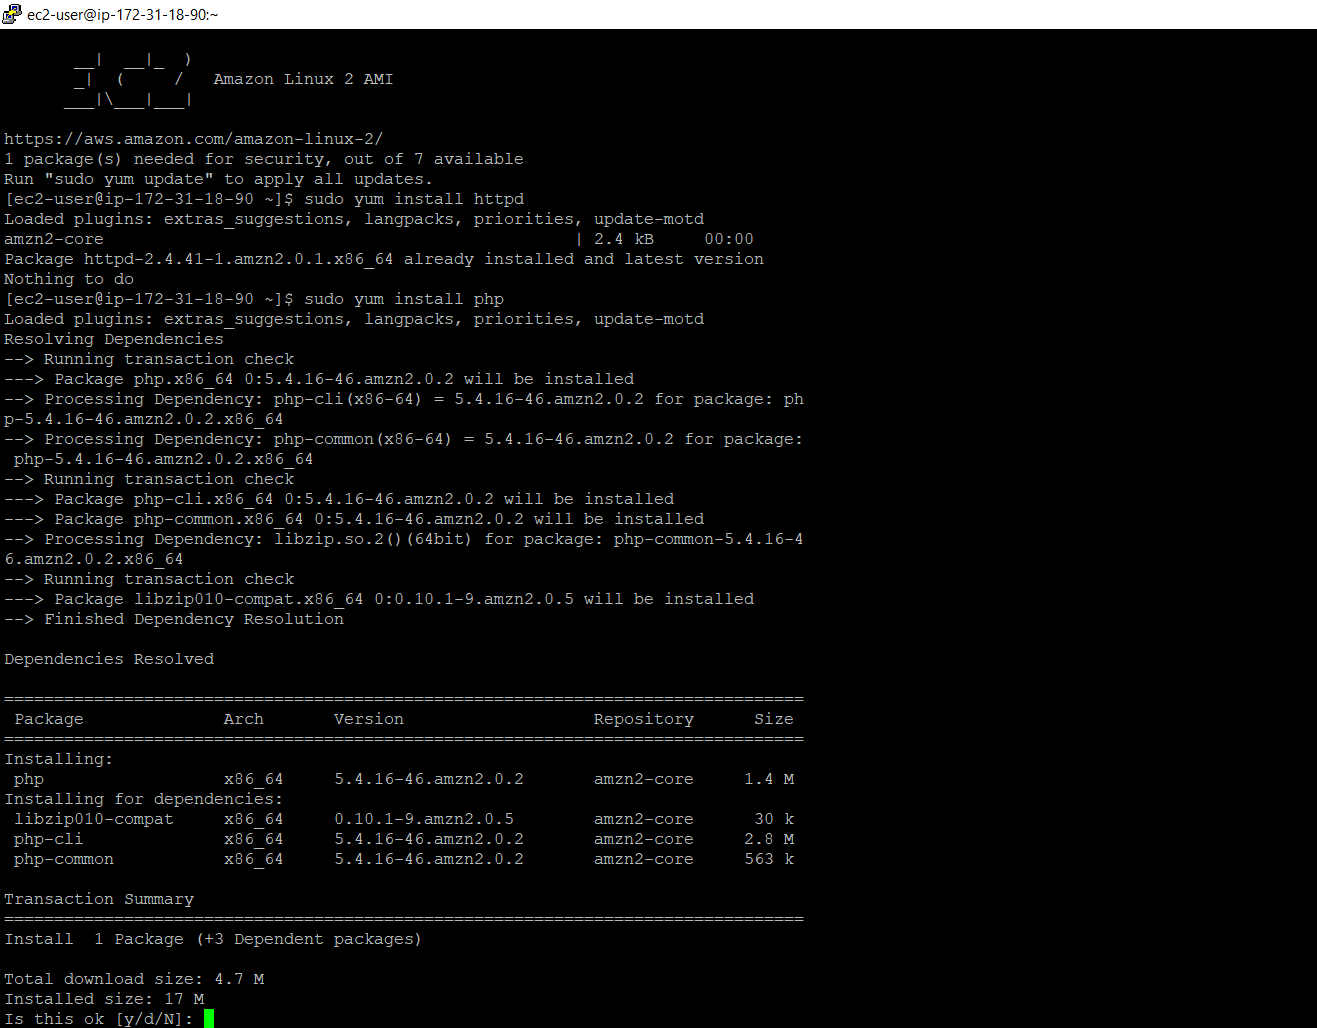 ec2-user@ip-172-31-18-90:~
__|  __|_  )
_|  (     /   Amazon Linux 2 AMI
___|\___|___|
https://aws.amazon.com/amazon-linux-2/
1 package(s) needed for security, out of 7 available
Run "sudo yum update" to apply all updates.
[ec2-user@ip-172-31-18-90 ~]$ sudo yum install httpd
Loaded plugins: extras_suggestions, langpacks, priorities, update-motd
amzn2-core                                               | 2.4 kB     00:00
Package httpd-2.4.41-1.amzn2.0.1.x86_64 already installed and latest version
Nothing to do
[ec2-user@ip-172-31-18-90 ~]$ sudo yum install php
Loaded plugins: extras_suggestions, langpacks, priorities, update-motd
Resolving Dependencies
--> Running transaction check
---> Package php.x86_64 0:5.4.16-46.amzn2.0.2 will be installed
--> Processing Dependency: php-cli(x86-64) = 5.4.16-46.amzn2.0.2 for package: ph
p-5.4.16-46.amzn2.0.2.x86_64
--> Processing Dependency: php-common(x86-64) = 5.4.16-46.amzn2.0.2 for package:
 php-5.4.16-46.amzn2.0.2.x86_64
--> Running transaction check
---> Package php-cli.x86_64 0:5.4.16-46.amzn2.0.2 will be installed
---> Package php-common.x86_64 0:5.4.16-46.amzn2.0.2 will be installed
--> Processing Dependency: libzip.so.2()(64bit) for package: php-common-5.4.16-4
6.amzn2.0.2.x86_64
--> Running transaction check
---> Package libzip010-compat.x86_64 0:0.10.1-9.amzn2.0.5 will be installed
--> Finished Dependency Resolution
Dependencies Resolved
================================================================================
 Package              Arch       Version                   Repository      Size
================================================================================
Installing:
 php                  x86_64     5.4.16-46.amzn2.0.2       amzn2-core     1.4 M
Installing for dependencies:
 libzip010-compat     x86_64     0.10.1-9.amzn2.0.5        amzn2-core      30 k
 php-cli              x86_64     5.4.16-46.amzn2.0.2       amzn2-core     2.8 M
 php-common           x86_64     5.4.16-46.amzn2.0.2       amzn2-core     563 k
Transaction Summary
================================================================================
Install  1 Package (+3 Dependent packages)
Total download size: 4.7 M
Installed size: 17 M
Is this ok [y/d/N]: